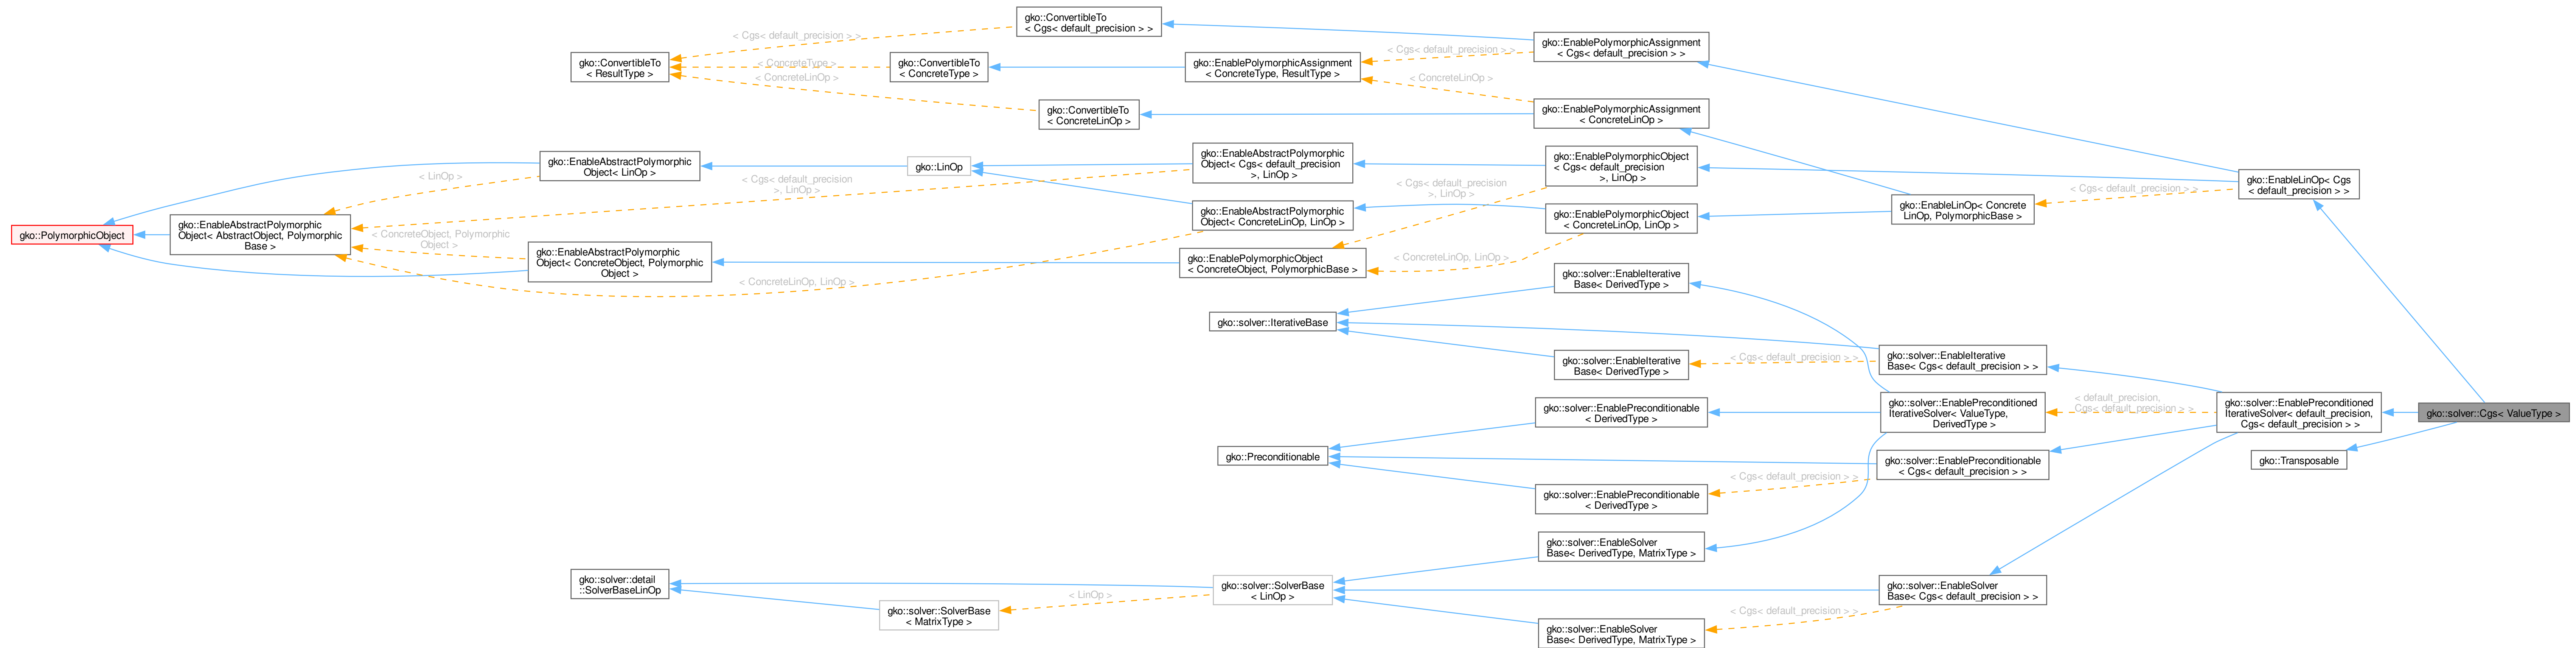 gko::ConvertibleTo
< Cgs< default_precision > >
< Cgs< default_precision > >
gko::EnablePolymorphicAssignment
< Cgs< default_precision > >
< Cgs< default_precision > >
gko::ConvertibleTo
< ResultType >
< ConcreteType >
gko::ConvertibleTo
< ConcreteType >
gko::EnablePolymorphicAssignment
< ConcreteType, ResultType >
< ConcreteLinOp >
< ConcreteLinOp >
gko::ConvertibleTo
< ConcreteLinOp >
gko::EnablePolymorphicAssignment
< ConcreteLinOp >
gko::EnableAbstractPolymorphic
Object< LinOp >
gko::LinOp
gko::EnableAbstractPolymorphic
Object< Cgs< default_precision
>, LinOp >
gko::EnablePolymorphicObject
< Cgs< default_precision
>, LinOp >
< LinOp >
< Cgs< default_precision
>, LinOp >
< Cgs< default_precision
>, LinOp >
< Cgs< default_precision > >
gko::EnableLinOp< Cgs
< default_precision > >
gko::PolymorphicObject
gko::EnableAbstractPolymorphic
Object< AbstractObject, Polymorphic
Base >
< ConcreteObject, Polymorphic
Object >
gko::EnableAbstractPolymorphic
Object< ConcreteLinOp, LinOp >
gko::EnablePolymorphicObject
< ConcreteLinOp, LinOp >
gko::EnableLinOp< Concrete
LinOp, PolymorphicBase >
gko::EnableAbstractPolymorphic
Object< ConcreteObject, Polymorphic
Object >
< ConcreteLinOp, LinOp >
gko::EnablePolymorphicObject
< ConcreteObject, PolymorphicBase >
< ConcreteLinOp, LinOp >
gko::solver::EnableIterative
Base< DerivedType >
gko::solver::IterativeBase
gko::solver::EnableIterative
Base< DerivedType >
< Cgs< default_precision > >
gko::solver::EnableIterative
Base< Cgs< default_precision > >
gko::solver::EnablePreconditionable
< DerivedType >
gko::solver::EnablePreconditioned
IterativeSolver< ValueType,
DerivedType >
< default_precision,
Cgs< default_precision > >
gko::solver::EnablePreconditioned
IterativeSolver< default_precision,
Cgs< default_precision > >
gko::solver::Cgs< ValueType >
gko::Preconditionable
gko::solver::EnablePreconditionable
< Cgs< default_precision > >
gko::Transposable
< Cgs< default_precision > >
gko::solver::EnablePreconditionable
< DerivedType >
gko::solver::EnableSolver
Base< DerivedType, MatrixType >
gko::solver::detail
::SolverBaseLinOp
gko::solver::SolverBase
< MatrixType >
< LinOp >
gko::solver::SolverBase
< LinOp >
gko::solver::EnableSolver
Base< Cgs< default_precision > >
< Cgs< default_precision > >
gko::solver::EnableSolver
Base< DerivedType, MatrixType >